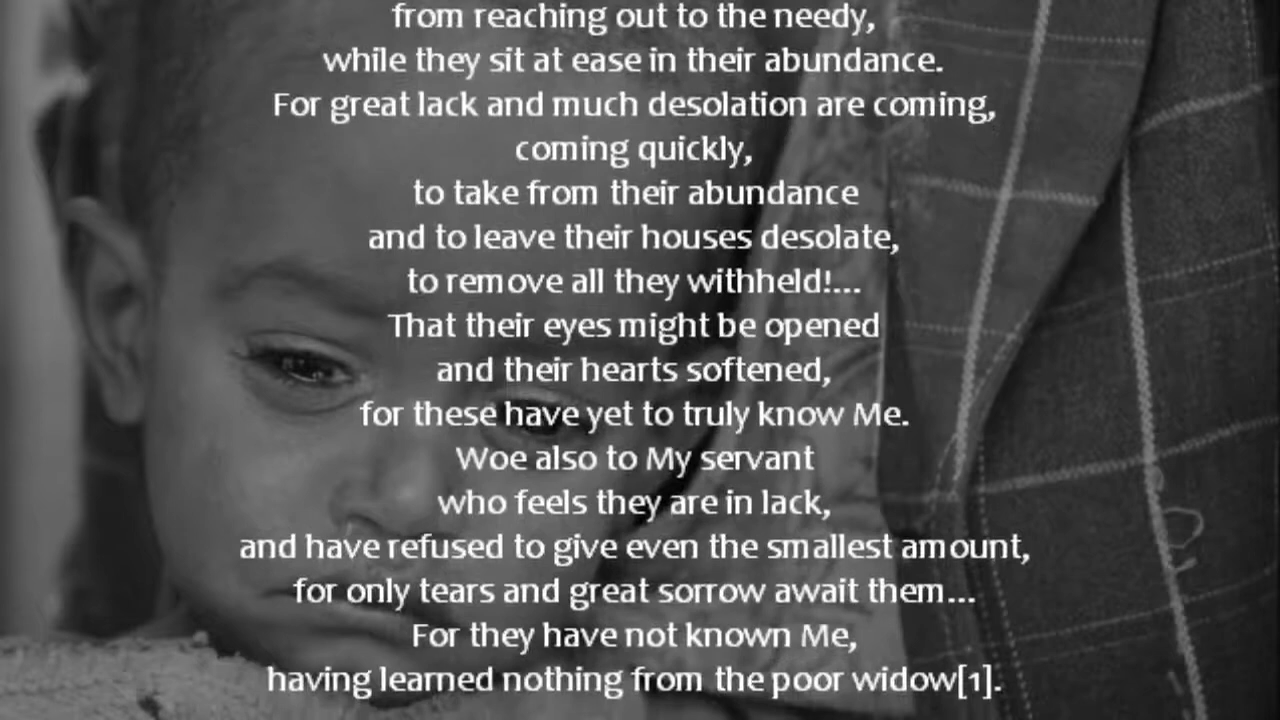 from reaching out to the needy,
while they sit at ease in their abundance.
For great lack and much desolation are coming,
coming quickly,
to take from their abundance
and to leave their houses desolate,
to remove all they withheld!...
That their eyes might be opened
and their hearts softened,
for these have yet to truly know Me.
Woe also to My servant
who feels they are in lack,
and have refused to give even the smallest amount,
for only tears and great sorrow await them...
For they have not known Me,
having learned nothing from the poor widow[1].